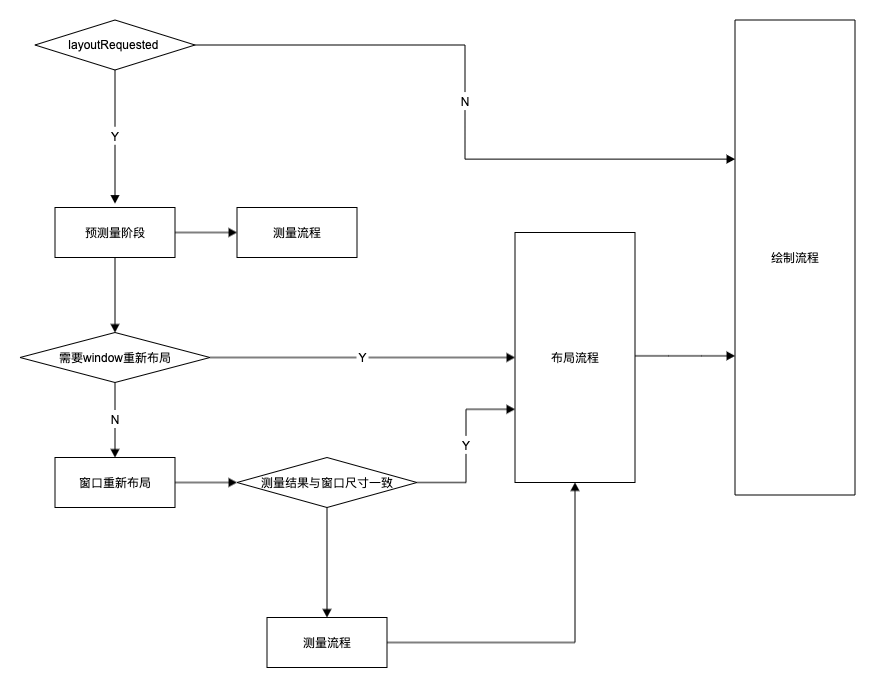 layoutRequested
N
Y
预测量阶段
测量流程
绘制流程
需要window重新布局
Y
布局流程
N
Y
窗口重新布局
测量结果与窗口尺寸一致
测量流程